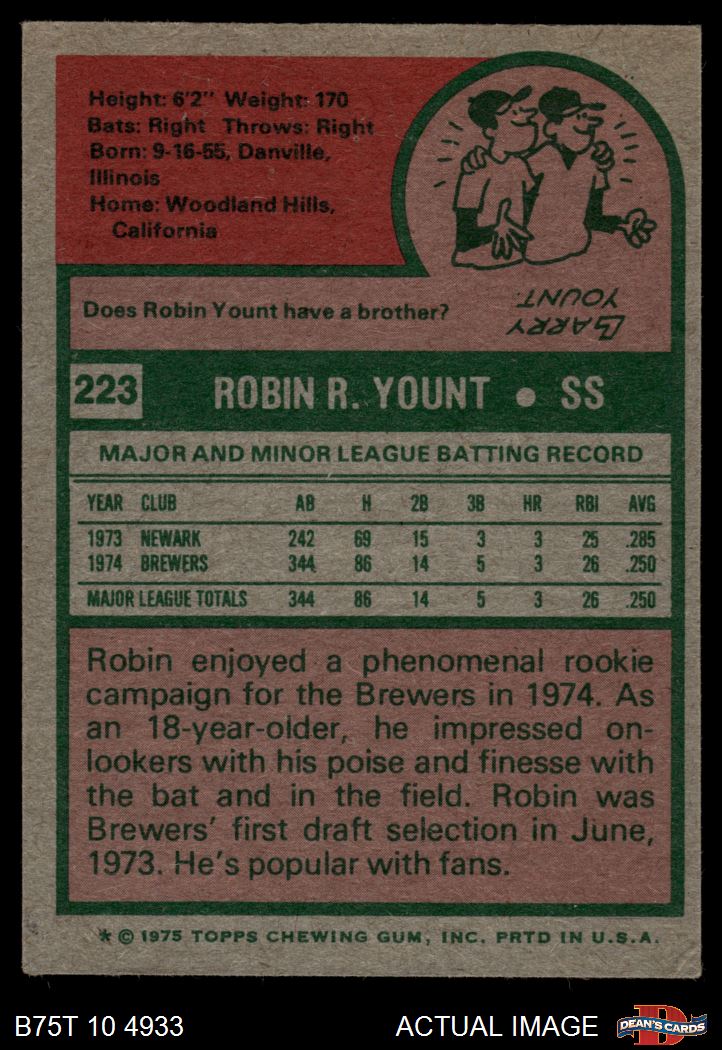 Height: 6'2" Weight: 170
Bats: Right Throws: Right
Born: 9-16-55, Danville,
Illinois
Home: Woodland Hills,
California
Does Robin Yount have a brother?
LARRY
YOUNT.
223 ROBIN R. YOUNT • SS
MAJOR AND MINOR LEAGUE BATTING RECORD
YEAR CLUB AB H 2B 3B HR RBI AVG
1973 NEWARK 242 69 15 3 3 25 .285
1974 BREWERS 344 86 14 5 3 26 .250
MAJOR LEAGUE TOTALS 344 86 14 5 3 26 .250
Robin enjoyed a phenomenal rookie
campaign for the Brewers in 1974. As
an 18-year-older, he impressed on-
lookers with his poise and finesse with
the bat and in the field. Robin was
Brewers' first draft selection in June,
1973. He's popular with fans.
* © 1975 TOPPS CHEWING GUM, INC. PRTD IN U.S.A.
B75T 10 4933 ACTUAL IMAGE D DEAN'S CARDS